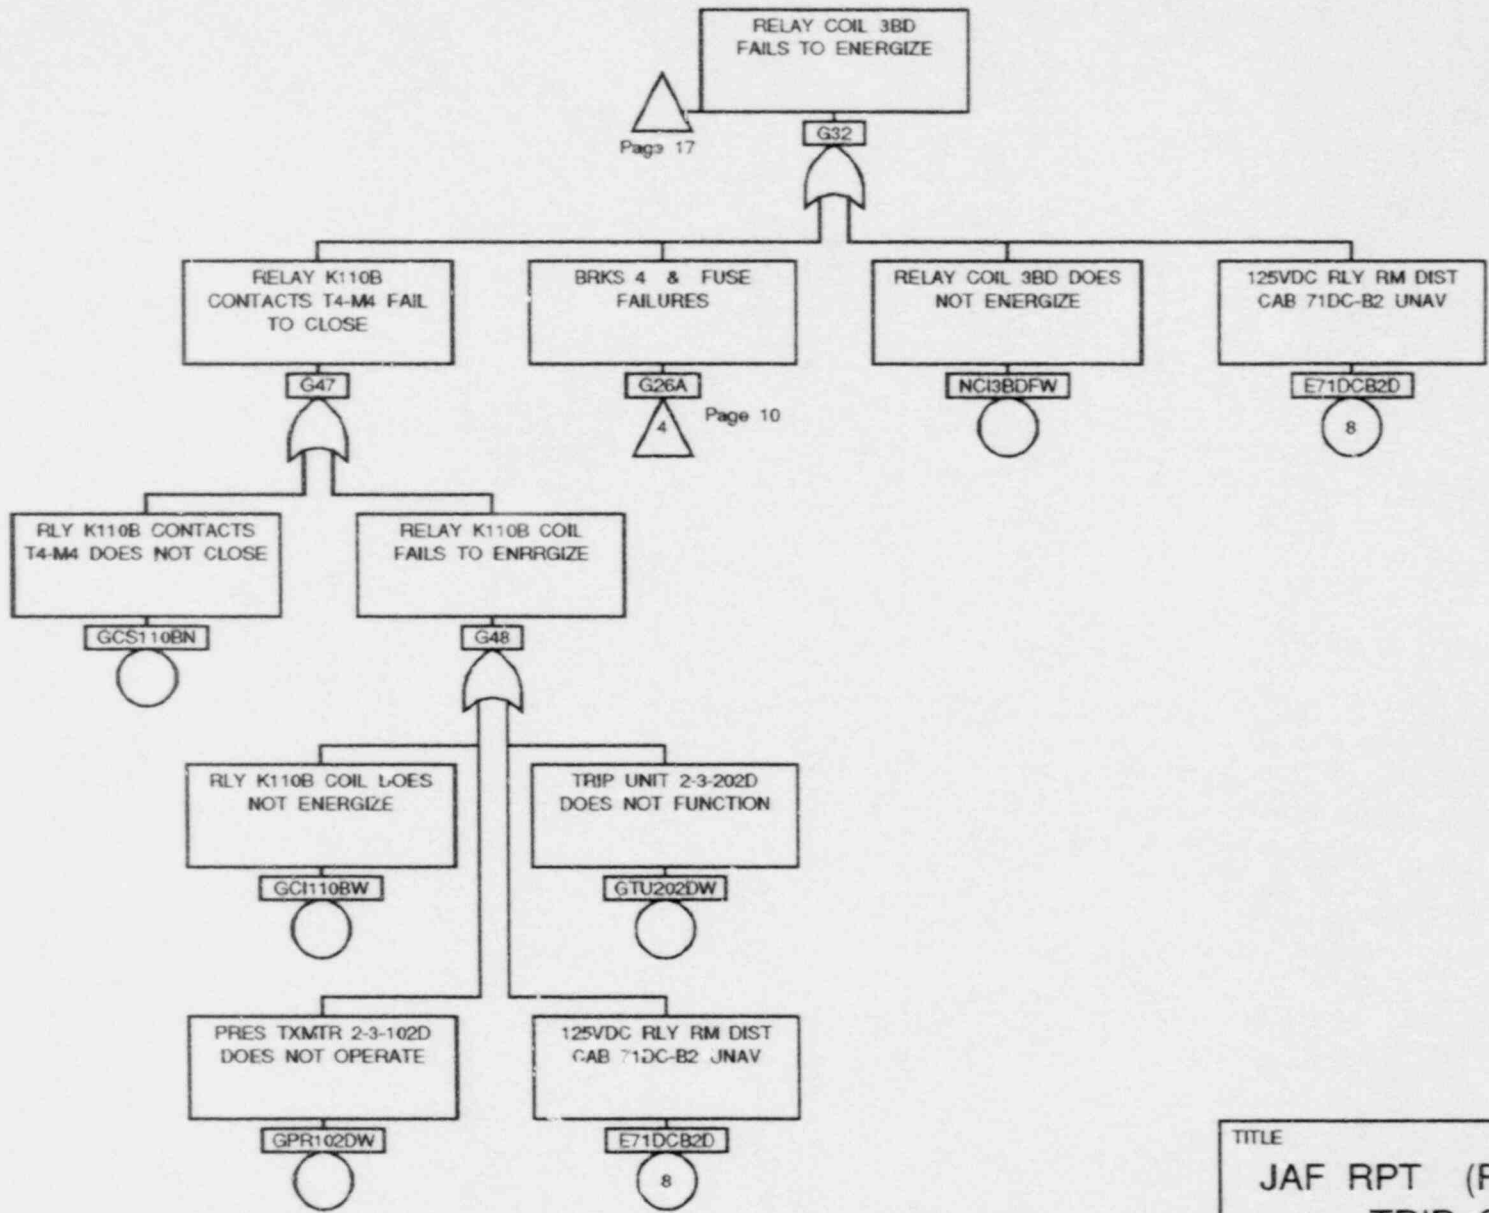 RELAY COIL 3BD
FAILS TO ENERGIZE
Page 17
G32
RELAY K110B
CONTACTS T4-M4 FAIL
TO CLOSE
G47
BRKS 4 & FUSE
FAILURES
G26A
4
Page 10
RELAY COIL 3BD DOES
NOT ENERGIZE
NCI3BDFW
125VDC RLY RM DIST
CAB 71DC-B2 UNAV
E71DCB2D
8
RLY K110B CONTACTS
T4-M4 DOES NOT CLOSE
GCS110BN
RELAY K110B COIL
FAILS TO ENRRGIZE
G48
RLY K110B COIL DOES
NOT ENERGIZE
GCI110BW
TRIP UNIT 2-3-202D
DOES NOT FUNCTION
GTU202DW
PRES TXMTR 2-3-102D
DOES NOT OPERATE
GPR102DW
125VDC RLY RM DIST
CAB 71DC-B2 UNAV
E71DCB2D
8
TITLE
JAF RPT